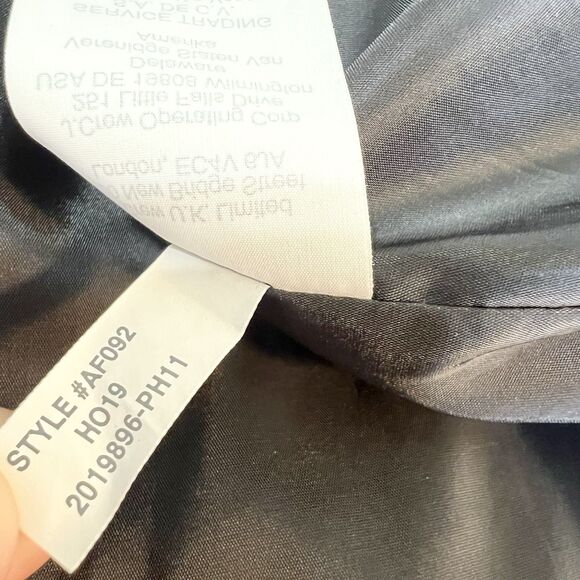 U.K. Limited
New Bridge Street
London, EC4V 6JA
J.Crew Operating Corp
251 Little Falls Drive
USA DE 19808 Wilmington
Delaware
Verenigde Staten Van
Amerika
SERVICE TRADING
S.A. DE C.V.
STYLE #AF092
HO19
2019896-PH11